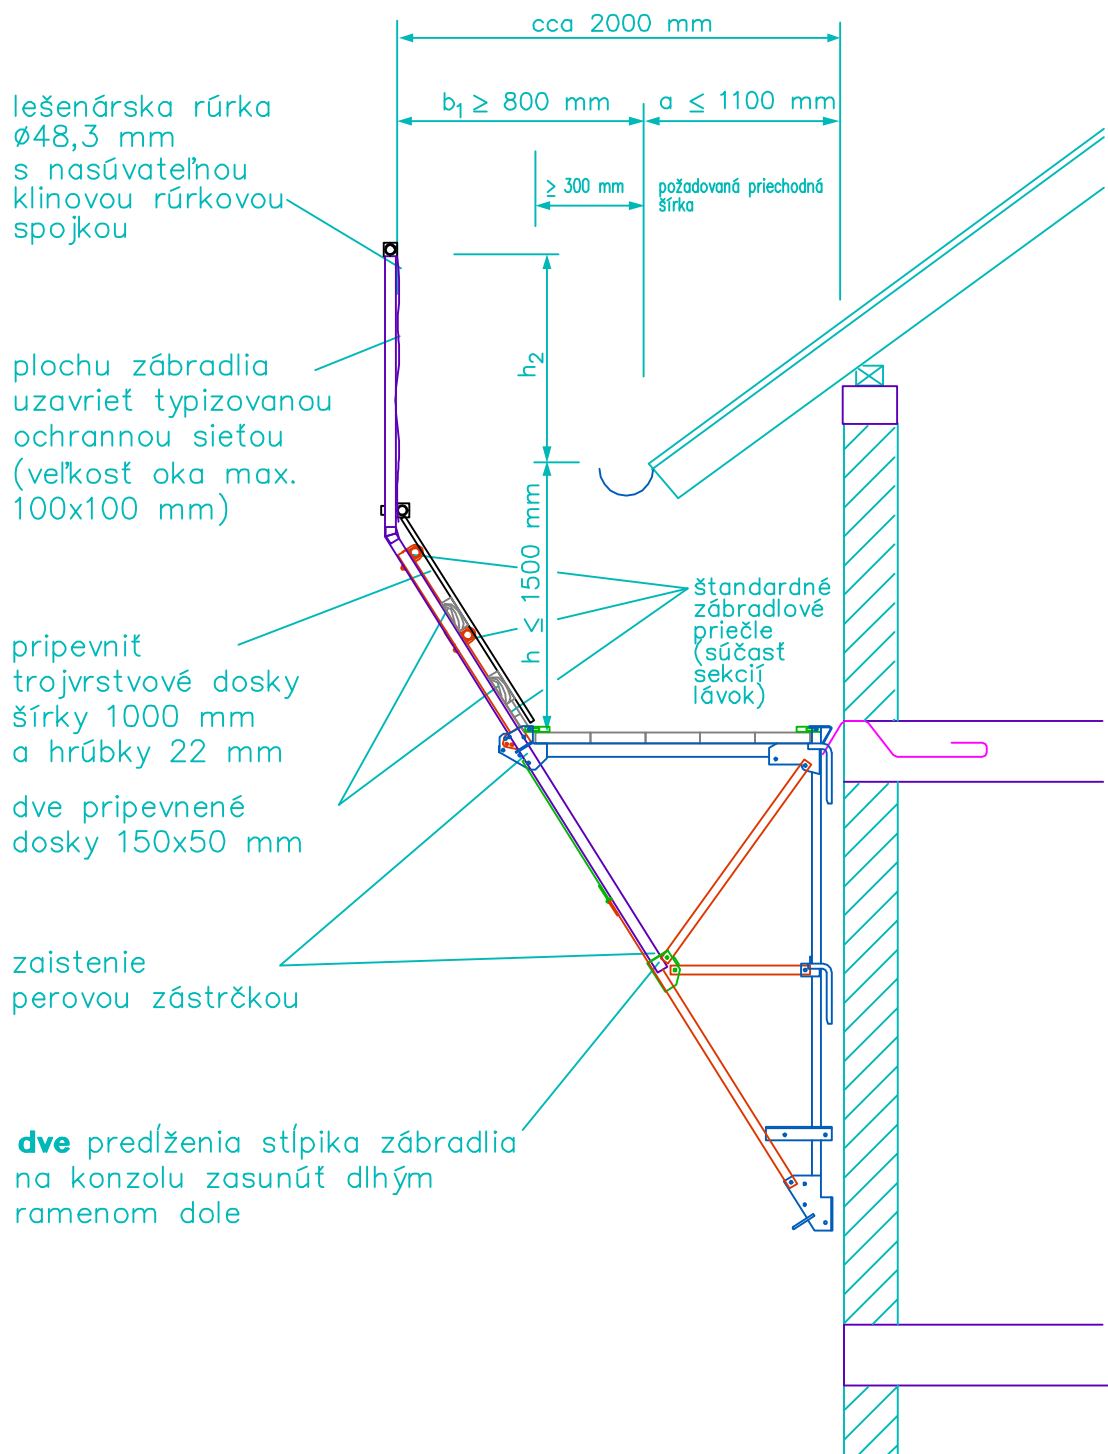 cca 2000 mm
b1 ≥ 800 mm
a ≤ 1100 mm
≥ 300 mm
požadovaná priechodná
šírka
lešenárska rúrka
Ø48,3 mm
s nasúvateľnou
klinovou rúrkovou
spojkou
h2
plochu zábradlia
uzavrieť typizovanou
ochrannou sieťou
(veľkosť oka max.
100x100 mm)
h ≤ 1500 mm
štandardné
zábradlové
priečle
(súčasť
sekcií
lávok)
pripevniť
trojvrstvové dosky
šírky 1000 mm
a hrúbky 22 mm
dve pripevnené
dosky 150x50 mm
zaistenie
perovou zástrčkou
dve predĺženia stĺpika zábradlia
na konzolu zasunúť dlhým
ramenom dole